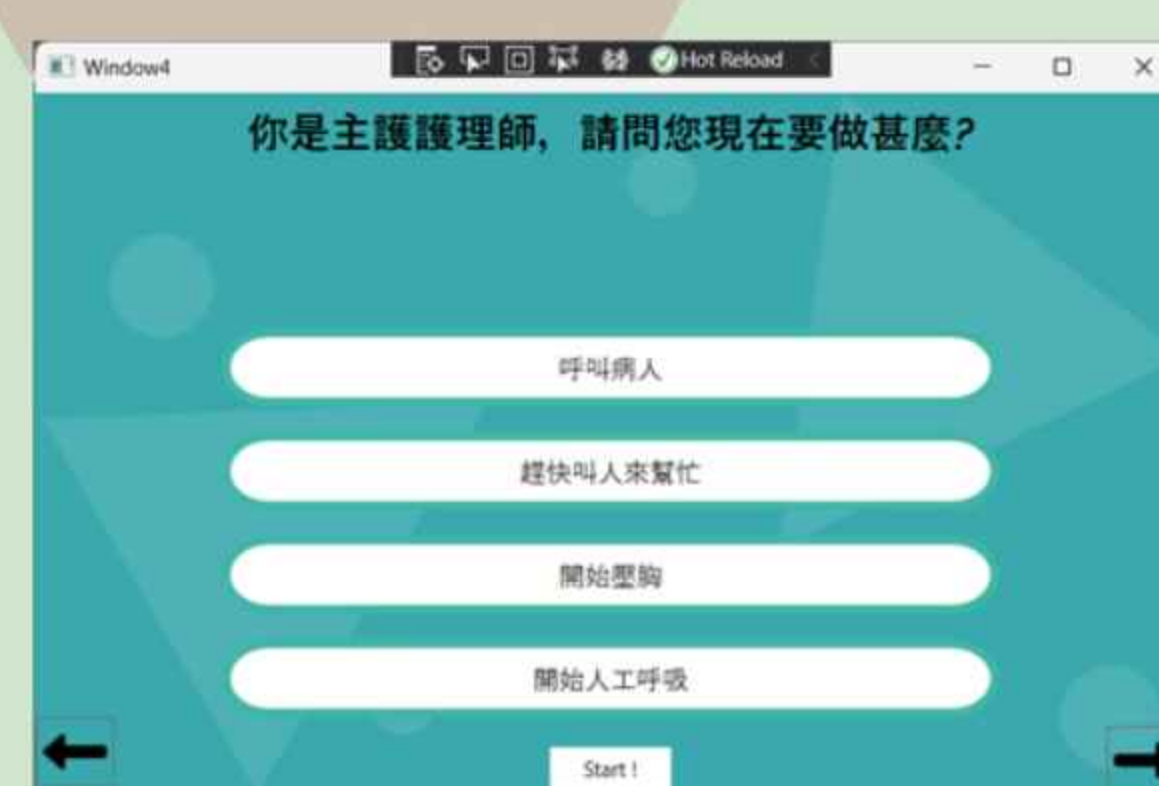 Window4
Hot Reload
你是主護護理師，請問您現在要做甚麼?
呼叫病人
趕快叫人來幫忙
開始壓胸
開始人工呼吸
Start !